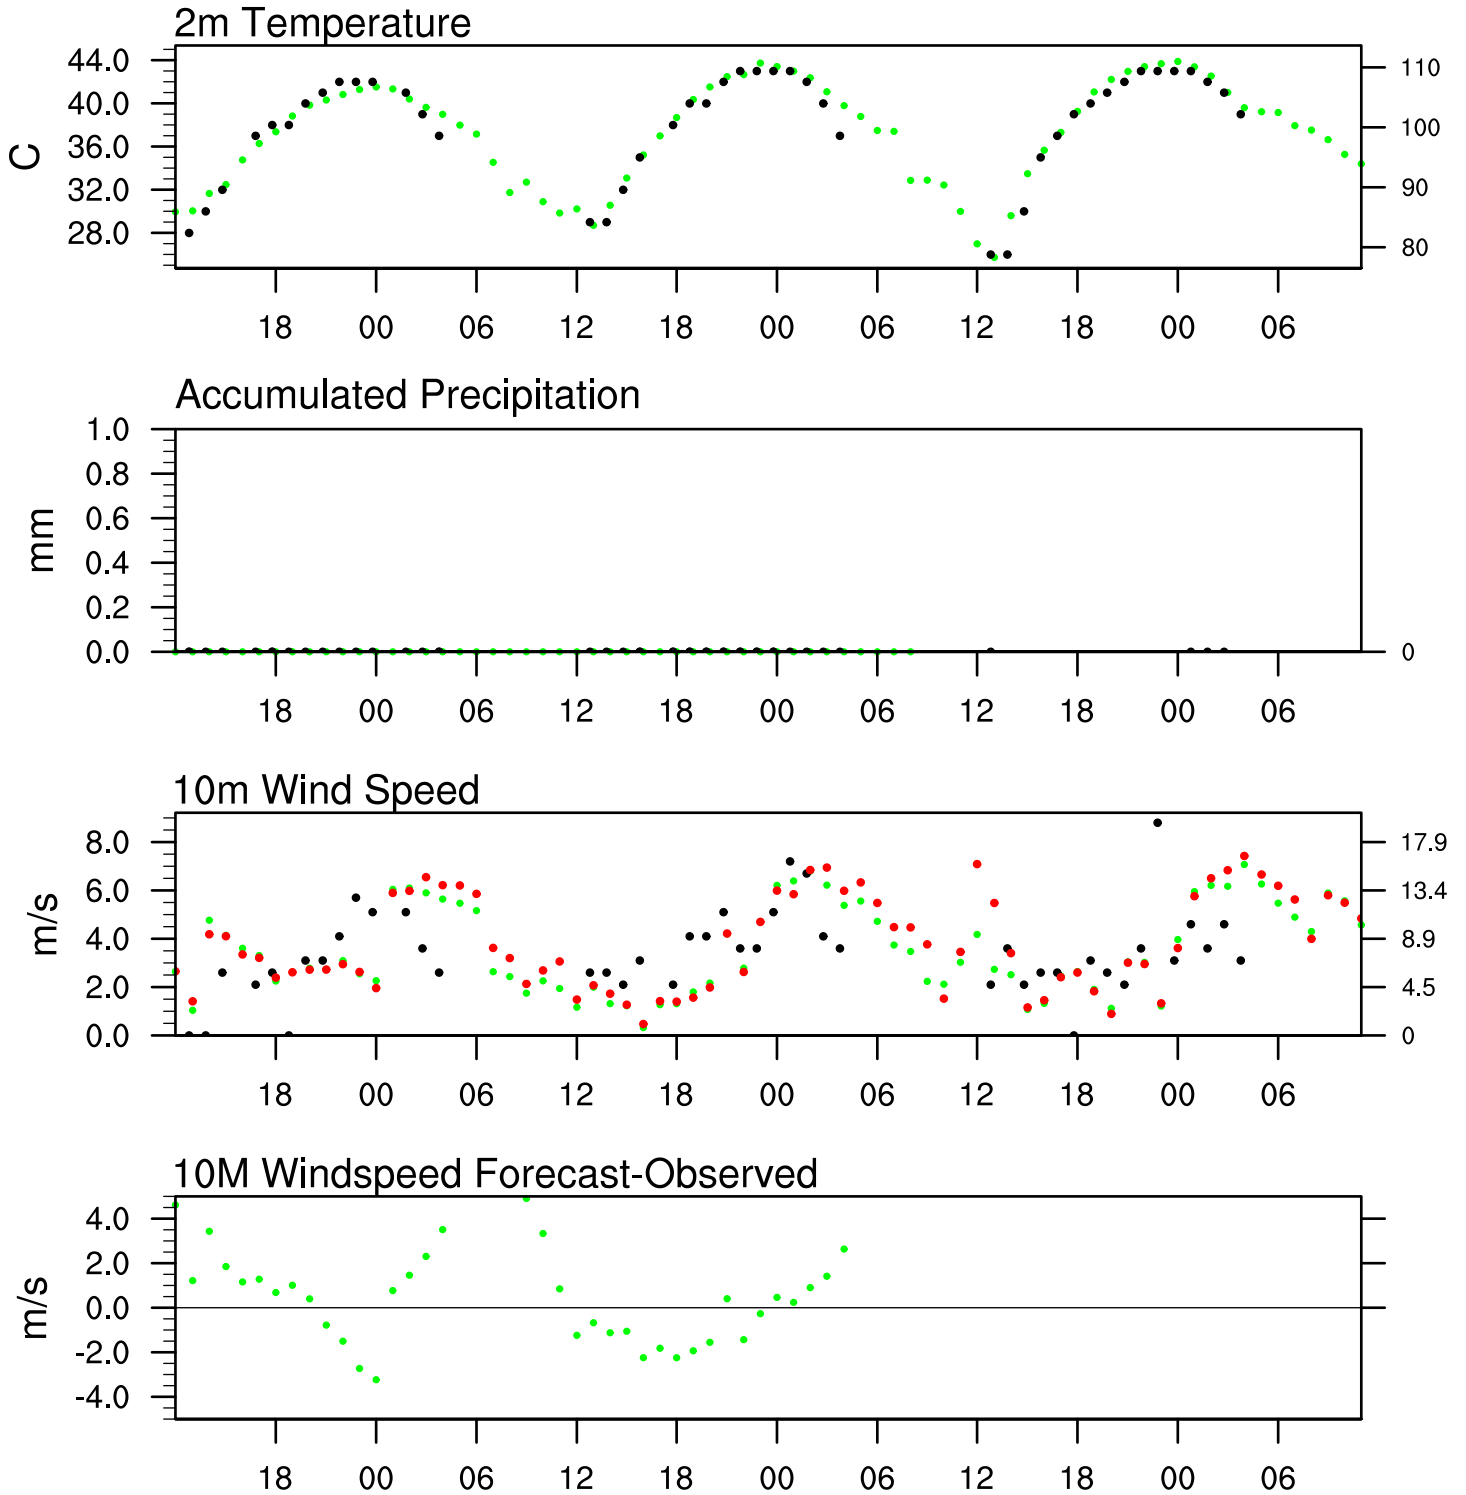 2m Temperature
44.0 110
40.0
36.0 100
32.0 90
28.0 80
C
18 00 06 12 18 00 06 12 18 00 06
Accumulated Precipitation
1.0
0.8
0.6
0.4
0.2
0.0 0
mm
18 00 06 12 18 00 06 12 18 00 06
10m Wind Speed
8.0 17.9
6.0 13.4
4.0 8.9
2.0 4.5
0.0 0
m/s
18 00 06 12 18 00 06 12 18 00 06
10M Windspeed Forecast-Observed
4.0
2.0
0.0
-2.0
-4.0
m/s
18 00 06 12 18 00 06 12 18 00 06